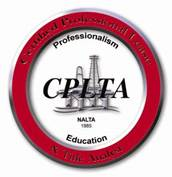 Certified Professional Lease
Professionalism
CPLTA
NALTA
1985
Education
& Title Analyst